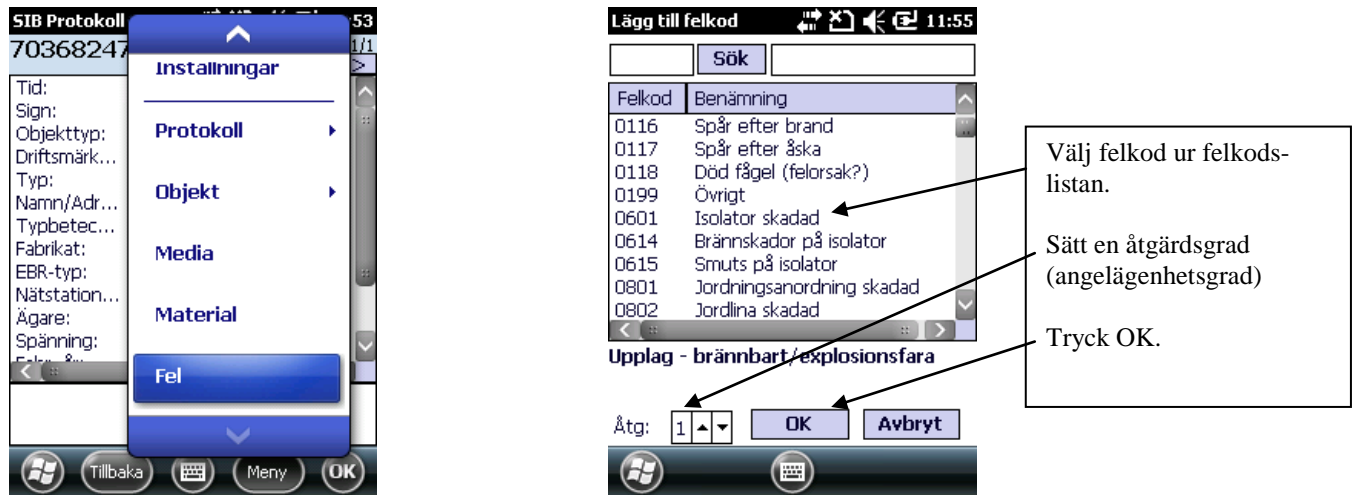 SIB Protokoll
:53
70368247
1/1
>
Tid:
Sign:
Objekttyp:
Driftsmärk...
Typ:
Namn/Adr...
Typbetec...
Fabrikat:
EBR-typ:
Nätstation...
Ägare:
Spänning:
Inställningar
Protokoll
Objekt
Media
Material
Fel
Tillbaka
Meny
OK
Lägg till felkod
11:55
Sök
Felkod Benämning
0116 Spår efter brand
0117 Spår efter åska
0118 Död fågel (felorsak?)
0199 Övrigt
0601 Isolator skadad
0614 Brännskador på isolator
0615 Smuts på isolator
0801 Jordningsanordning skadad
0802 Jordlina skadad
Upplag - brännbart/explosionsfara
Åtg: 1
OK
Avbryt
Välj felkod ur felkods-
listan.
Sätt en åtgärdsgrad
(angelägenhetsgrad)
Tryck OK.